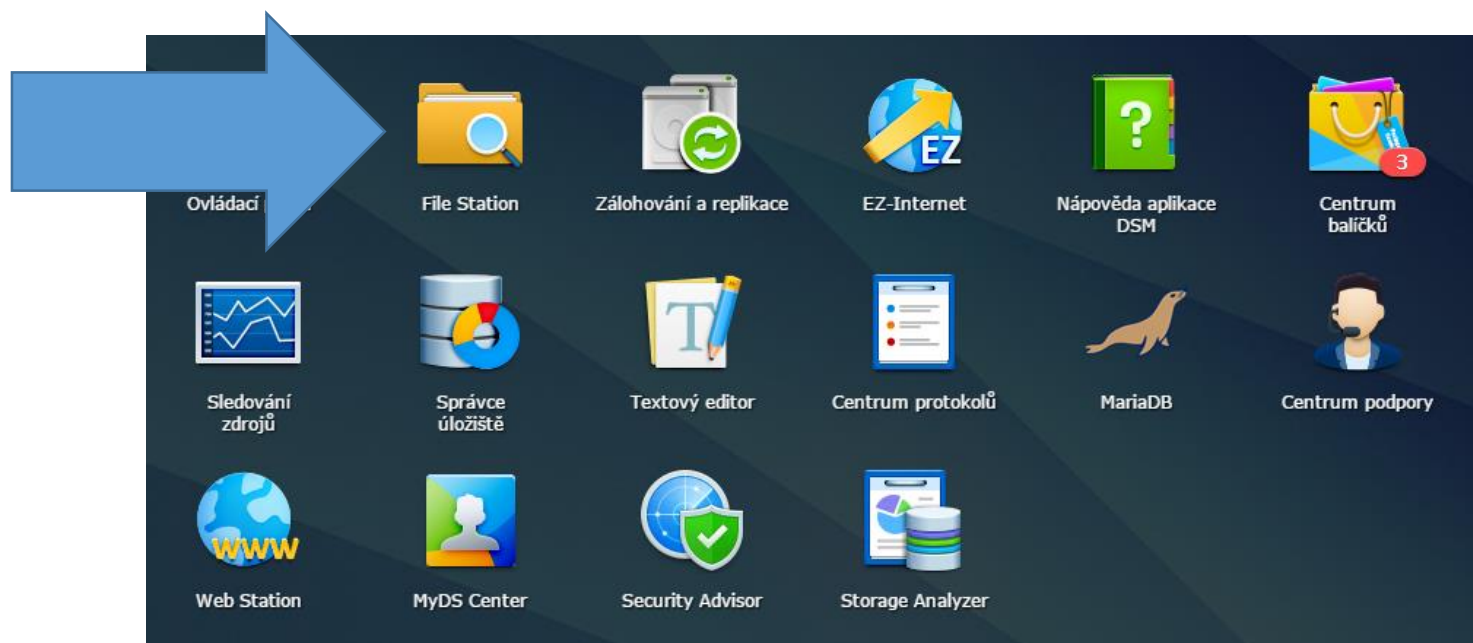 EZ
?
3
Ovládací
File Station
Zálohování a replikace
EZ-Internet
Nápověda aplikace
DSM
Centrum
balíčků
T
Sledování
zdrojů
Správce
úložiště
Textový editor
Centrum protokolů
MariaDB
Centrum podpory
www
Web Station
MyDS Center
Security Advisor
Storage Analyzer